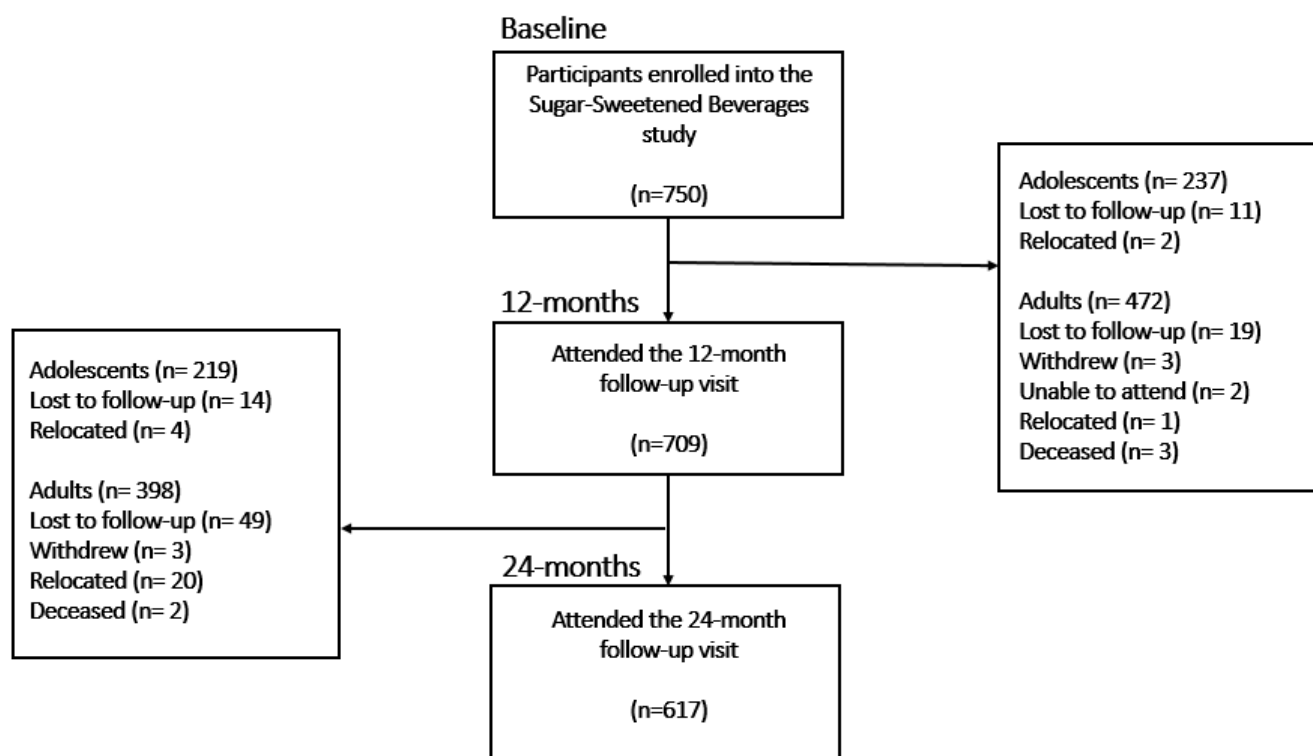 Baseline
Participants enrolled into the
Sugar-Sweetened Beverages
study
(n=750)
Adolescents (n= 237)
Lost to follow-up (n= 11)
Relocated (n= 2)
Adults (n= 472)
Lost to follow-up (n= 19)
Withdrew (n= 3)
Unable to attend (n= 2)
Relocated (n= 1)
Deceased (n= 3)
12-months
Attended the 12-month
follow-up visit
(n=709)
Adolescents (n= 219)
Lost to follow-up (n= 14)
Relocated (n= 4)
Adults (n= 398)
Lost to follow-up (n= 49)
Withdrew (n= 3)
Relocated (n= 20)
Deceased (n= 2)
24-months
Attended the 24-month
follow-up visit
(n=617)